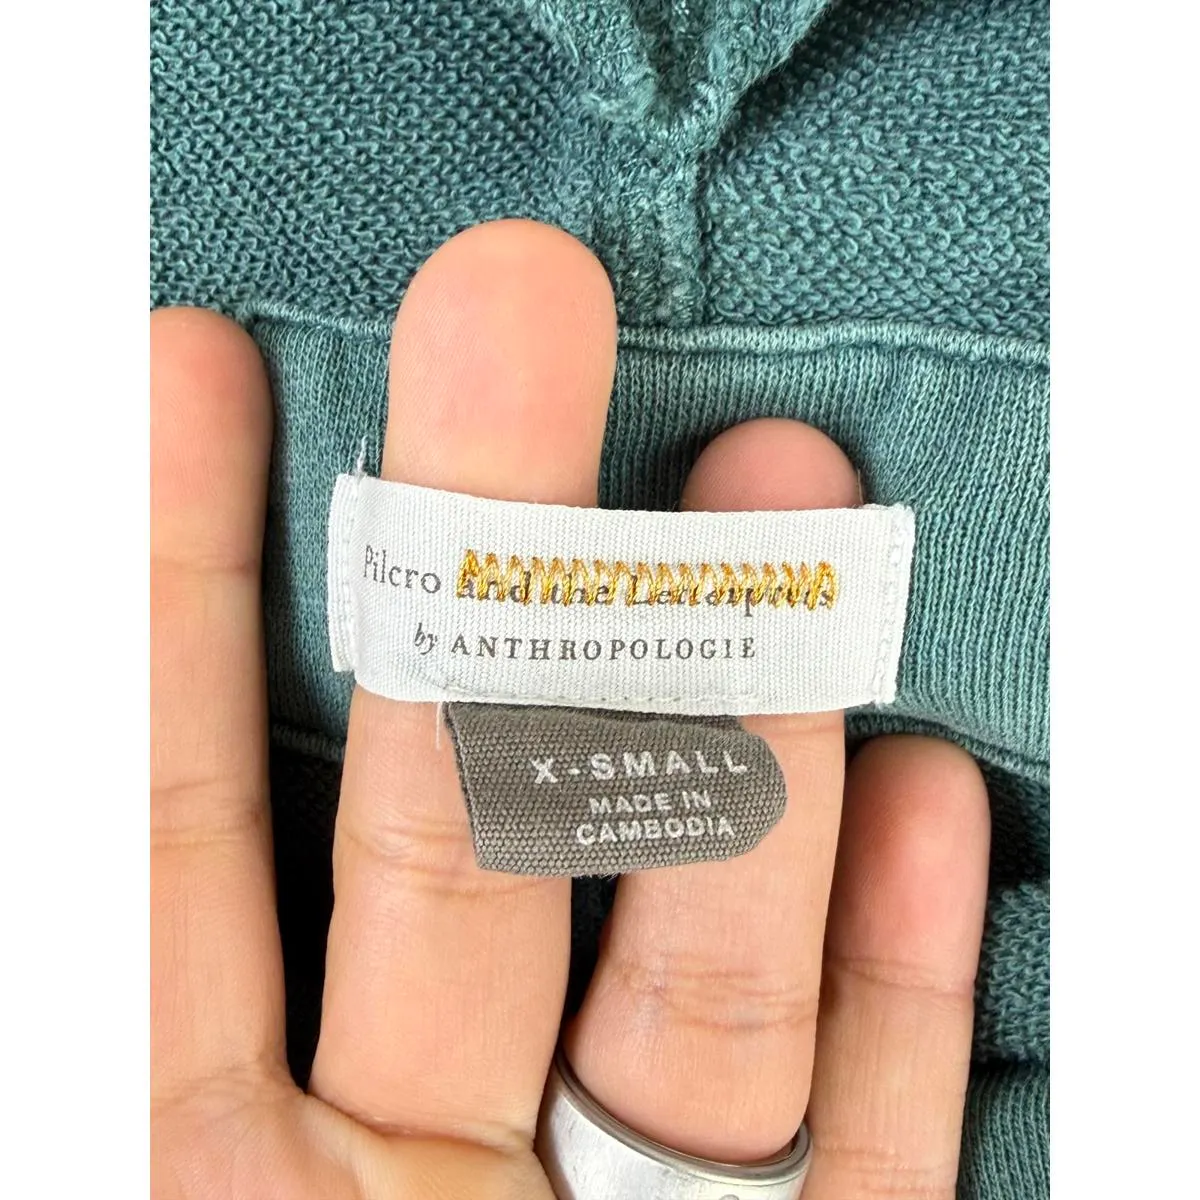 Pilcro and the Letterpress
by ANTHROPOLOGIE
X-SMALL
MADE IN
CAMBODIA